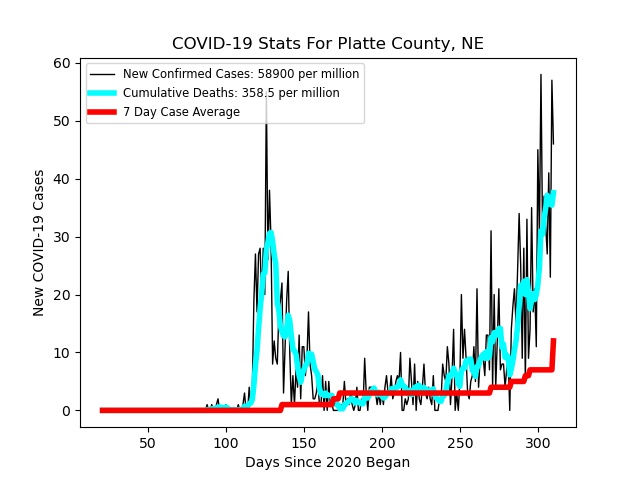 COVID-19 Stats For Platte County, NE
New Confirmed Cases: 58900 per million
Cumulative Deaths: 358.5 per million
7 Day Case Average
60
50
40
30
20
10
0
New COVID-19 Cases
50 100 150 200 250 300
Days Since 2020 Began